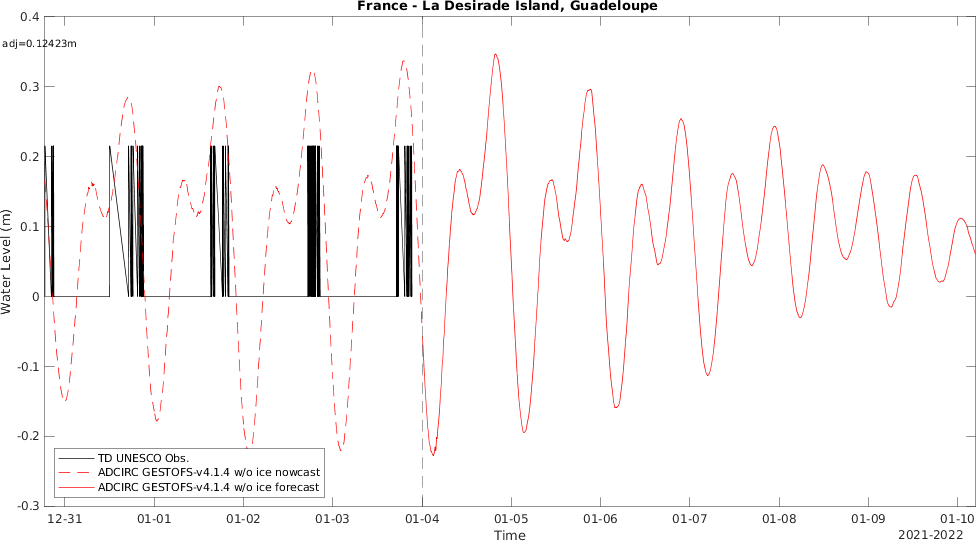 France - La Desirade Island, Guadeloupe
adj=0.12423m
Water Level (m)
0.4
0.3
0.2
0.1
0
-0.1
-0.2
-0.3
TD UNESCO Obs.
ADCIRC GESTOFS-v4.1.4 w/o ice nowcast
ADCIRC GESTOFS-v4.1.4 w/o ice forecast
12-31 01-01 01-02 01-03 01-04 01-05 01-06 01-07 01-08 01-09 01-10
Time
2021-2022